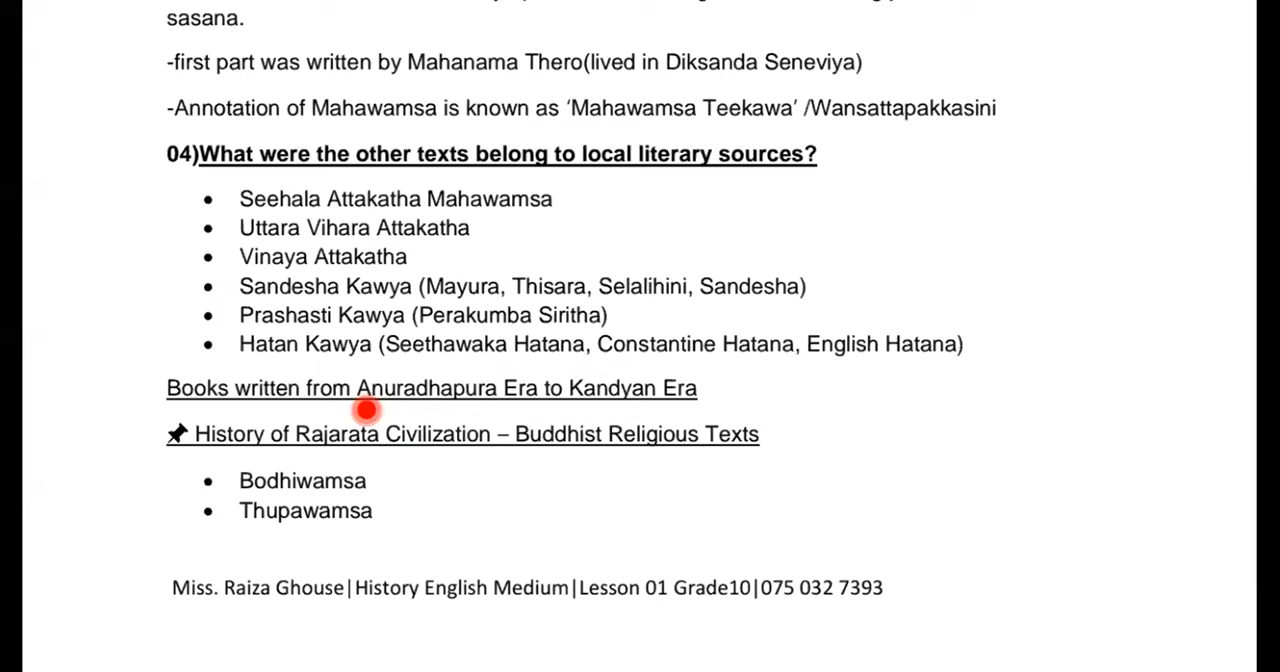 sasana.
-first part was written by Mahanama Thero(lived in Diksanda Seneviya)
-Annotation of Mahawamsa is known as ‘Mahawamsa Teekawa’ /Wansattapakkasini
04)What were the other texts belong to local literary sources?
• Seehala Attakatha Mahawamsa
• Uttara Vihara Attakatha
• Vinaya Attakatha
• Sandesha Kawya (Mayura, Thisara, Selalihini, Sandesha)
• Prashasti Kawya (Perakumba Siritha)
• Hatan Kawya (Seethawaka Hatana, Constantine Hatana, English Hatana)
Books written from Anuradhapura Era to Kandyan Era
History of Rajarata Civilization – Buddhist Religious Texts
• Bodhiwamsa
• Thupawamsa
Miss. Raiza Ghouse|History English Medium|Lesson 01 Grade10|075 032 7393